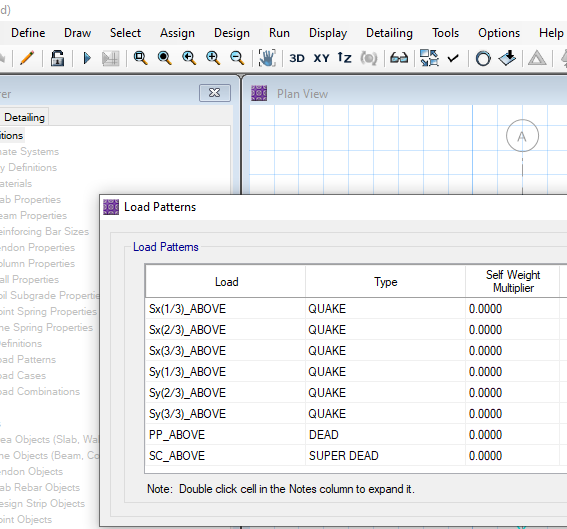 d)
Define Draw Select Assign Design Run Display Detailing Tools Options Help
3D XY
rer
Plan View
Detailing
A
itions
nate Systems
y Definitions
aterials
ab Properties
eam Properties
einforcing Bar Sizes
endon Properties
olumn Properties
all Properties
oil Subgrade Propertie
oint Spring Properties
ne Spring Properties
Definitions
oad Patterns
oad Cases
oad Combinations
ea Objects (Slab, Wal
ne Objects (Beam, Co
endon Objects
ab Rebar Objects
esign Strip Objects
oint Objects
Load Patterns
Load Patterns
Load Type Self Weight Multiplier
Sx(1/3)_ABOVE QUAKE 0.0000
Sx(2/3)_ABOVE QUAKE 0.0000
Sx(3/3)_ABOVE QUAKE 0.0000
Sy(1/3)_ABOVE QUAKE 0.0000
Sy(2/3)_ABOVE QUAKE 0.0000
Sy(3/3)_ABOVE QUAKE 0.0000
PP_ABOVE DEAD 0.0000
SC_ABOVE SUPER DEAD 0.0000
Note: Double click cell in the Notes column to expand it.